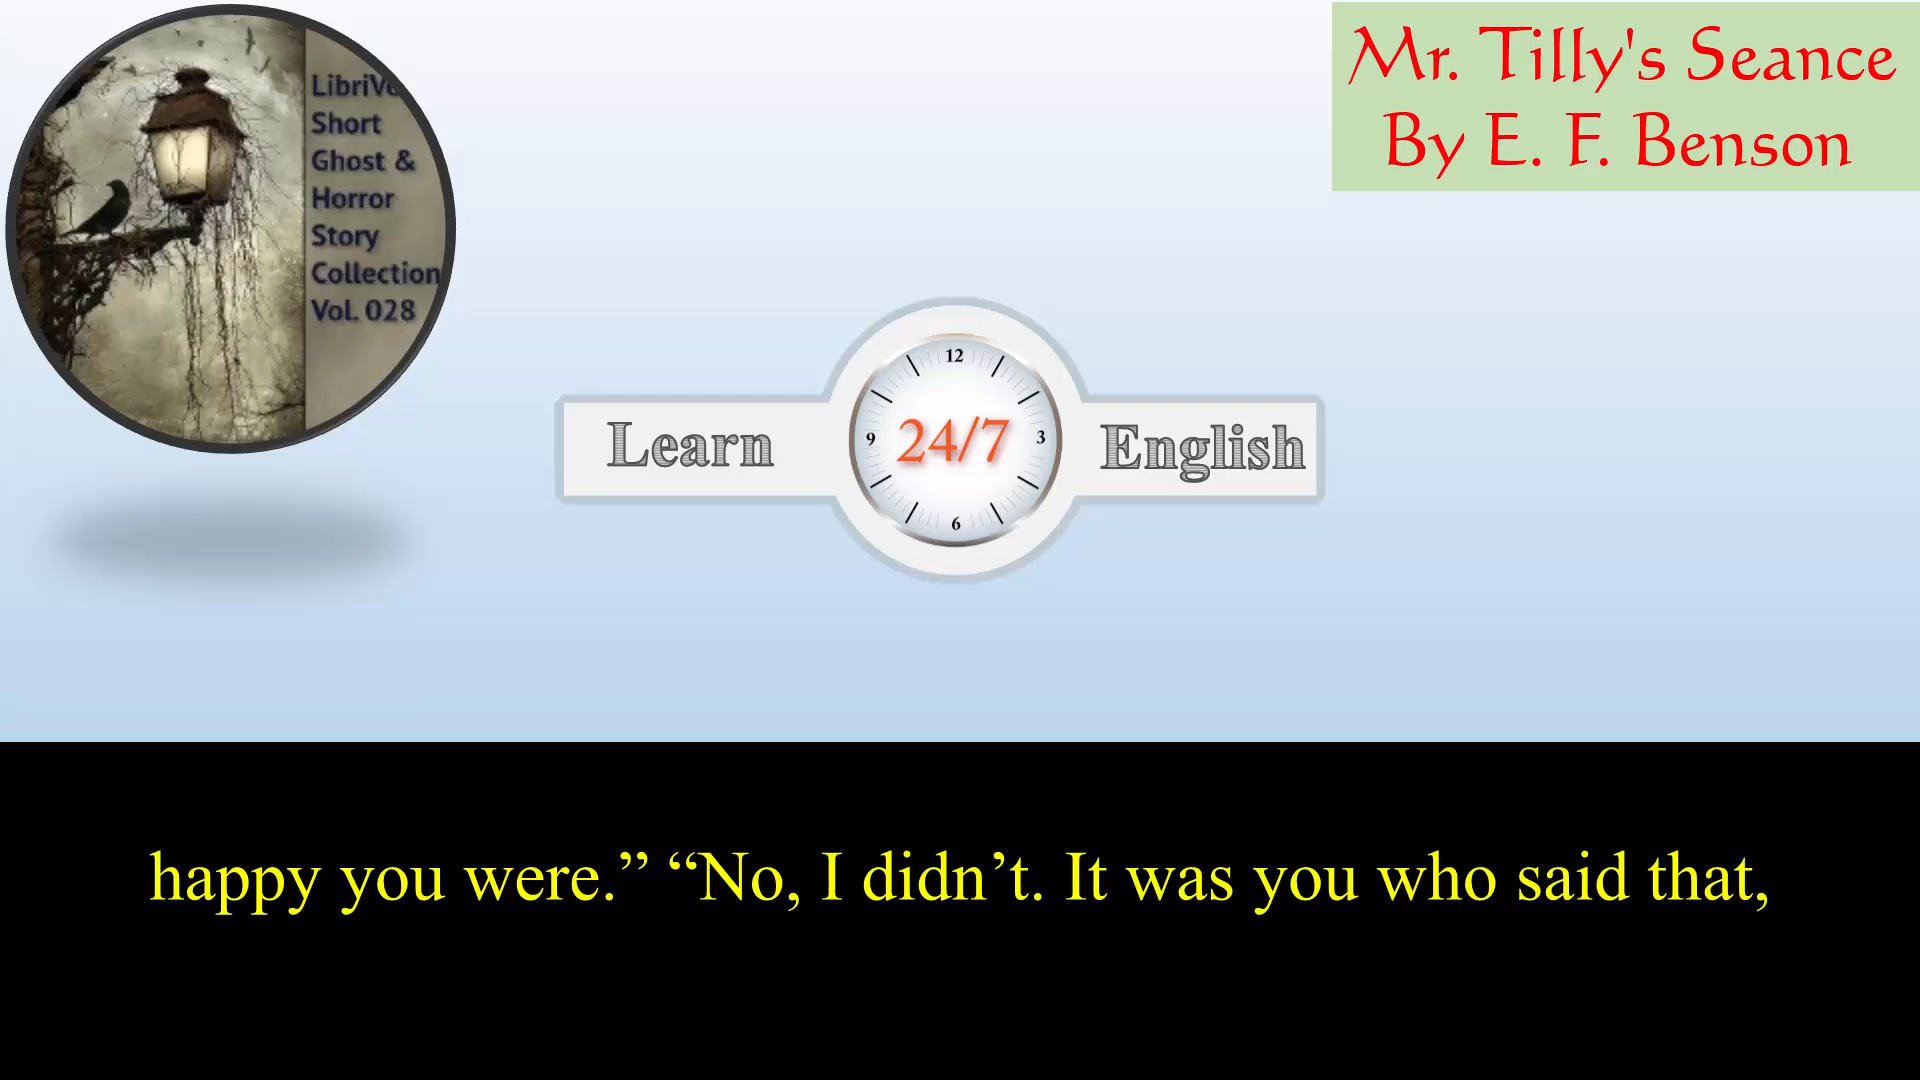 LibriVo
Short
Ghost &
Horror
Story
Collection
Vol. 028
Mr. Tilly's Seance
By E. F. Benson
Learn
12
9
24/7
3
6
English
happy you were.” “No, I didn’t. It was you who said that,